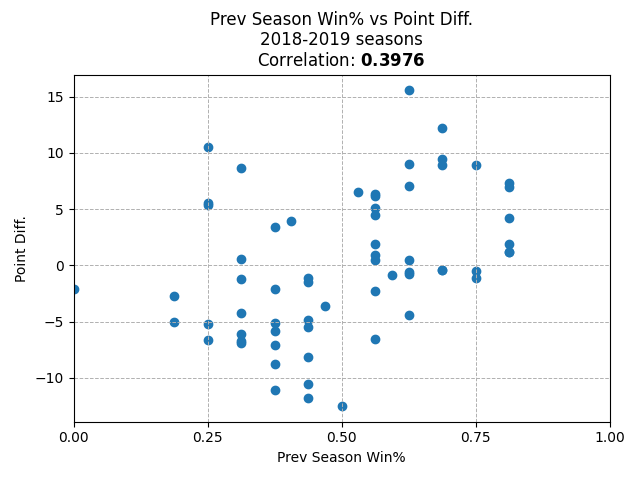 Prev Season Win% vs Point Diff.
2018-2019 seasons
Correlation: 0.3976
15
10
5
0
−5
−10
Point Diff.
0.00 0.25 0.50 0.75 1.00
Prev Season Win%